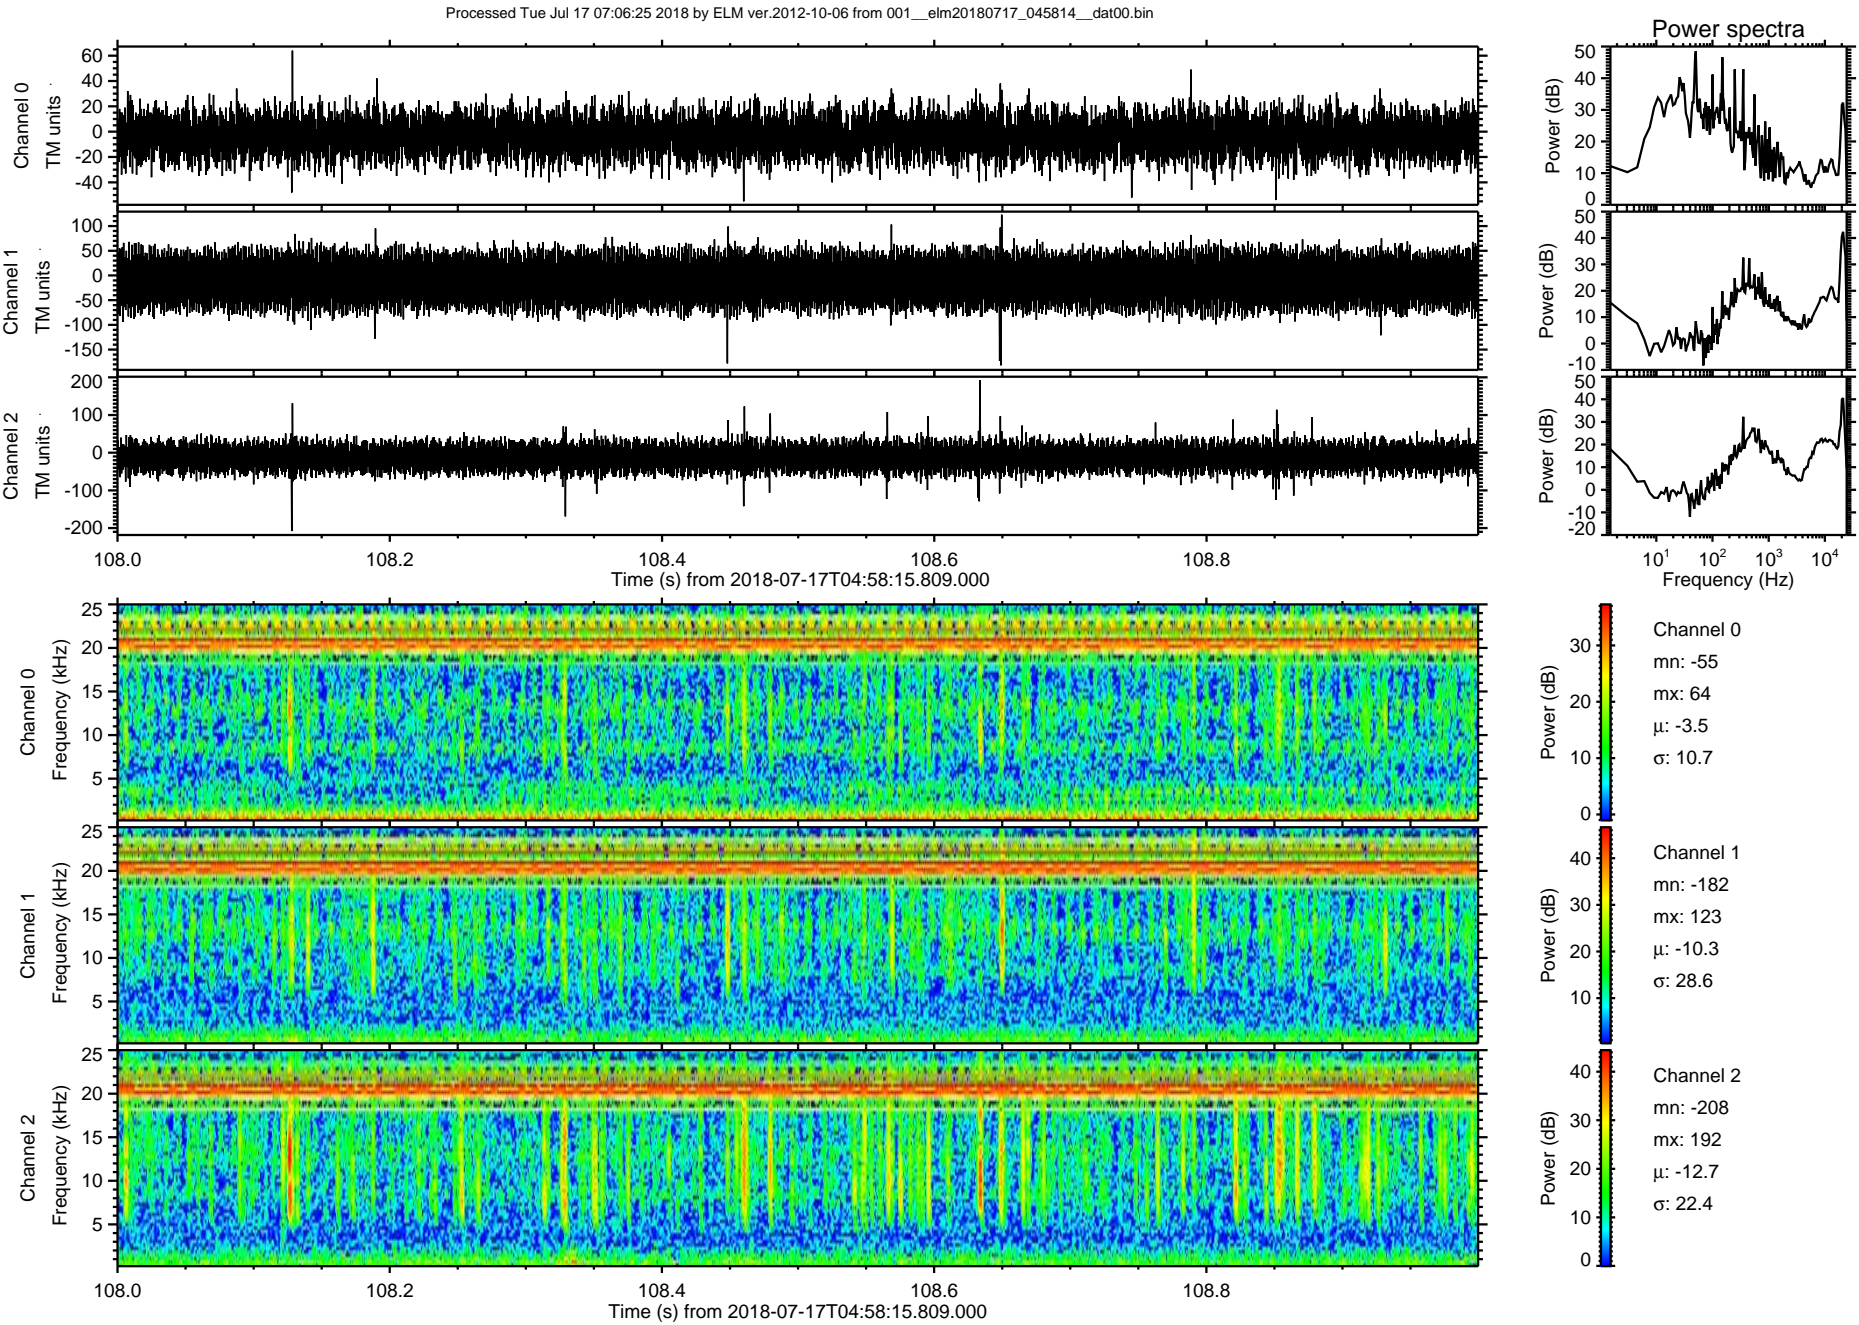 Processed Tue Jul 17 07:06:25 2018 by ELM ver.2012-10-06 from 001__elm20180717_045814__dat00.bin
Power spectra
Channel 0
TM units
60
40
20
0
-20
-40
Power (dB)
50
40
30
20
10
0
Channel 1
TM units
100
50
0
-50
-100
-150
Power (dB)
50
40
30
20
10
0
-10
Channel 2
TM units
200
100
0
-100
-200
Power (dB)
50
40
30
20
10
0
-10
-20
108.0 108.2 108.4 108.6 108.8
Time (s) from 2018-07-17T04:58:15.809.000
10¹ 10² 10³ 10⁴
Frequency (Hz)
Channel 0
Frequency (kHz)
25
20
15
10
5
Power (dB)
30
20
10
0
Channel 0
mn: -55
mx: 64
μ: -3.5
σ: 10.7
Channel 1
Frequency (kHz)
25
20
15
10
5
Power (dB)
40
30
20
10
Channel 1
mn: -182
mx: 123
μ: -10.3
σ: 28.6
Channel 2
Frequency (kHz)
25
20
15
10
5
Power (dB)
40
30
20
10
0
Channel 2
mn: -208
mx: 192
μ: -12.7
σ: 22.4
108.0 108.2 108.4 108.6 108.8
Time (s) from 2018-07-17T04:58:15.809.000